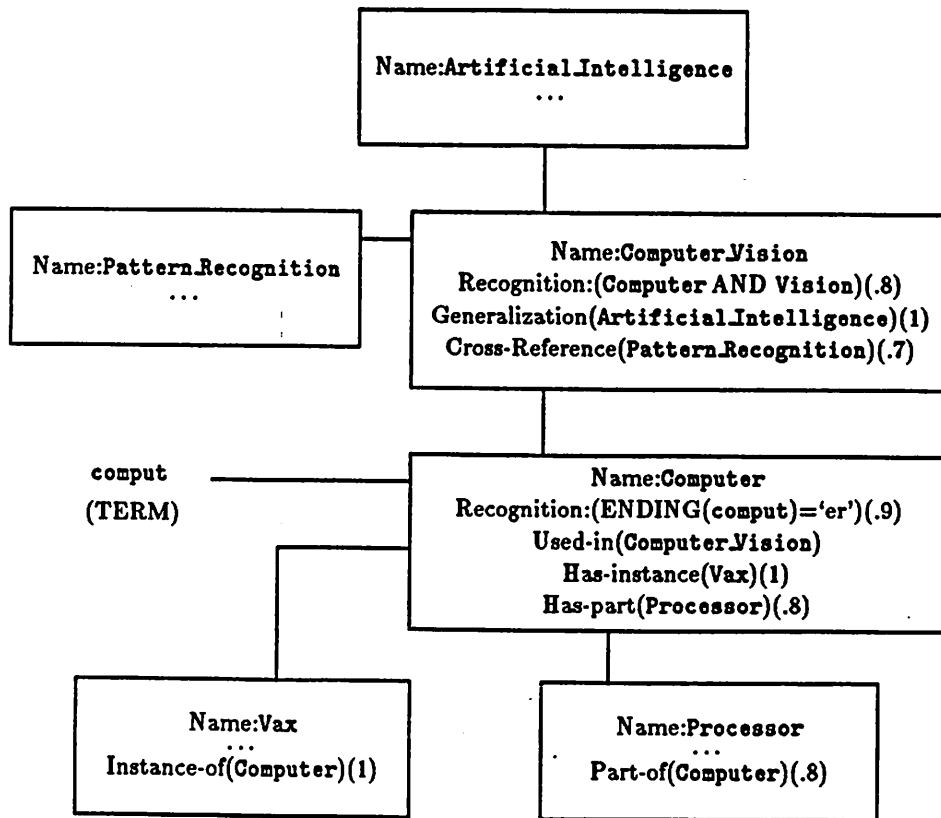 Name:Artificial_Intelligence
...
Name:Pattern_Recognition
...
Name:Computer_Vision
Recognition:(Computer AND Vision)(.8)
Generalization(Artificial_Intelligence)(1)
Cross-Reference(Pattern_Recognition)(.7)
comput
(TERM)
Name:Computer
Recognition:(ENDING(comput)=‘er’)(.9)
Used-in(Computer_Vision)
Has-instance(Vax)(1)
Has-part(Processor)(.8)
Name:Vax
...
Instance-of(Computer)(1)
Name:Processor
...
Part-of(Computer)(.8)